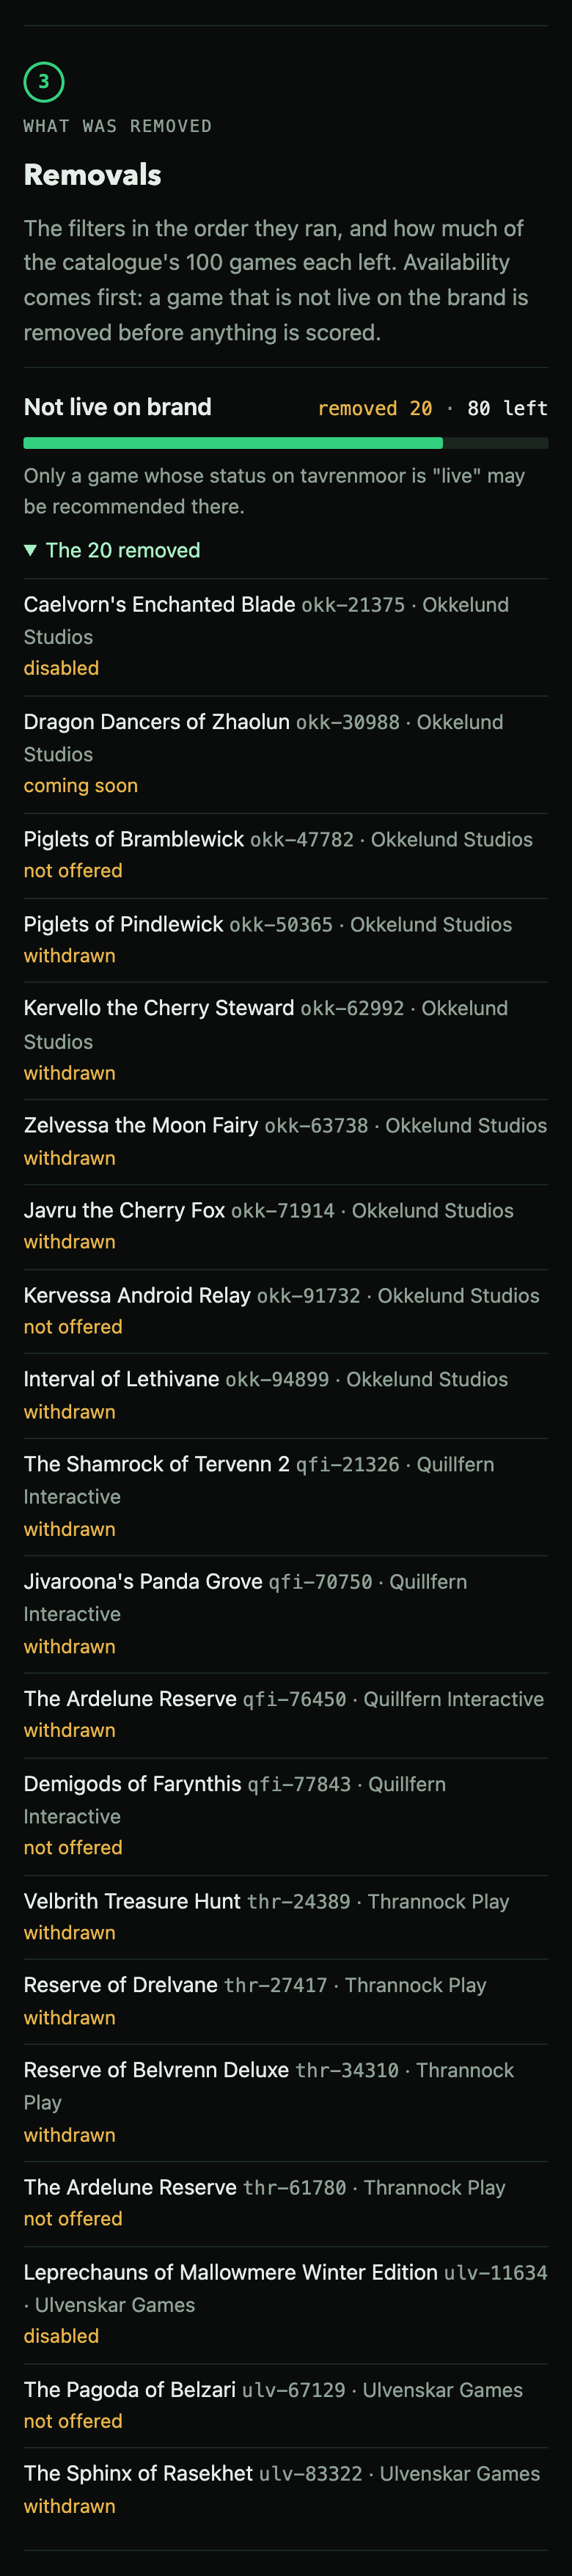 3
WHAT WAS REMOVED
Removals
The filters in the order they ran, and how much of
the catalogue's 100 games each left. Availability
comes first: a game that is not live on the brand is
removed before anything is scored.
Not live on brand removed 20 · 80 left
Only a game whose status on tavrenmoor is "live" may
be recommended there.
▼ The 20 removed
Caelvorn's Enchanted Blade okk-21375 · Okkelund
Studios
disabled
Dragon Dancers of Zhaolun okk-30988 · Okkelund
Studios
coming soon
Piglets of Bramblewick okk-47782 · Okkelund Studios
not offered
Piglets of Pindlewick okk-50365 · Okkelund Studios
withdrawn
Kervello the Cherry Steward okk-62992 · Okkelund
Studios
withdrawn
Zelvessa the Moon Fairy okk-63738 · Okkelund Studios
withdrawn
Javru the Cherry Fox okk-71914 · Okkelund Studios
withdrawn
Kervessa Android Relay okk-91732 · Okkelund Studios
not offered
Interval of Lethivane okk-94899 · Okkelund Studios
withdrawn
The Shamrock of Tervenn 2 qfi-21326 · Quillfern
Interactive
withdrawn
Jivaroona's Panda Grove qfi-70750 · Quillfern
Interactive
withdrawn
The Ardelune Reserve qfi-76450 · Quillfern Interactive
withdrawn
Demigods of Farynthis qfi-77843 · Quillfern
Interactive
not offered
Velbrith Treasure Hunt thr-24389 · Thrannock Play
withdrawn
Reserve of Drelvane thr-27417 · Thrannock Play
withdrawn
Reserve of Belvrenn Deluxe thr-34310 · Thrannock
Play
withdrawn
The Ardelune Reserve thr-61780 · Thrannock Play
not offered
Leprechauns of Mallowmere Winter Edition ulv-11634
· Ulvenskar Games
disabled
The Pagoda of Belzari ulv-67129 · Ulvenskar Games
not offered
The Sphinx of Rasekhet ulv-83322 · Ulvenskar Games
withdrawn